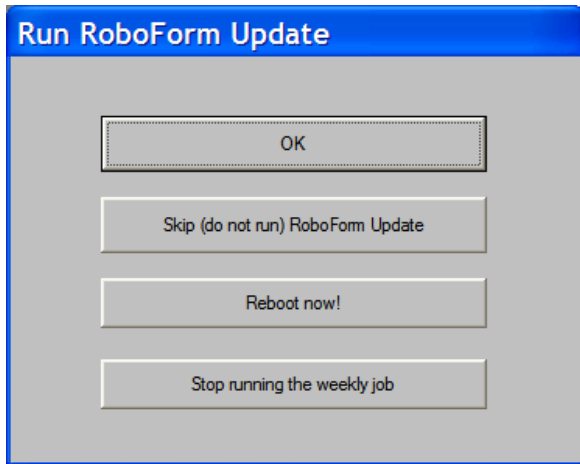 Run RoboForm Update
OK
Skip (do not run) RoboForm Update
Reboot now!
Stop running the weekly job